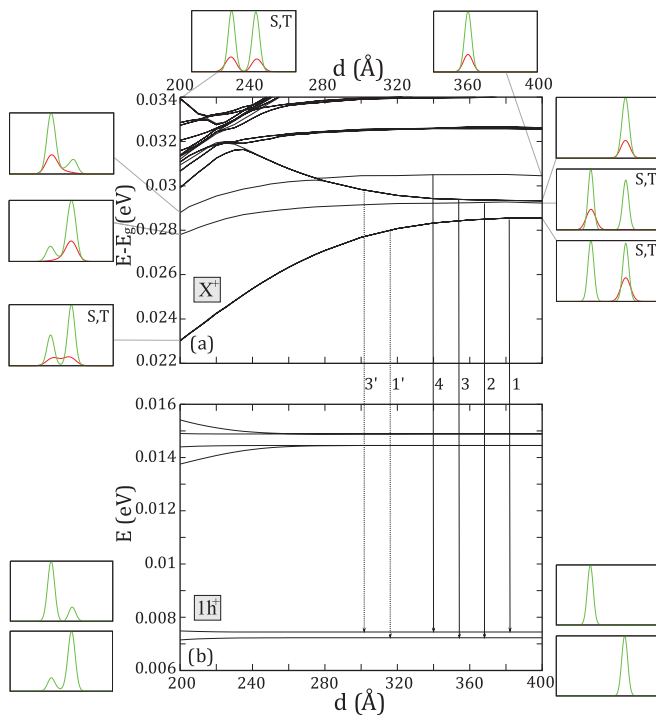 S,T
d (Å)
200 240 280 320 360 400
0.034
0.032
0.03
0.028
0.026
0.024
0.022
E-Eg(eV)
X+
(a)
S,T
S,T
S,T
3' 1' 4 3 2 1
0.016
0.014
0.012
0.01
0.008
0.006
E (eV)
1h+
(b)
200 240 280 320 360 400
d (Å)